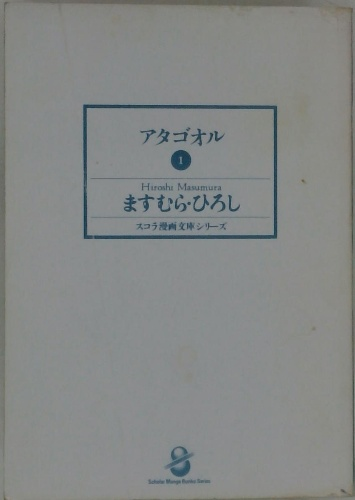 アタゴオル
1
Hiroshi Masumura
ますむら・ひろし
スコラ漫画文庫シリーズ
Schola Manga Bunko Series